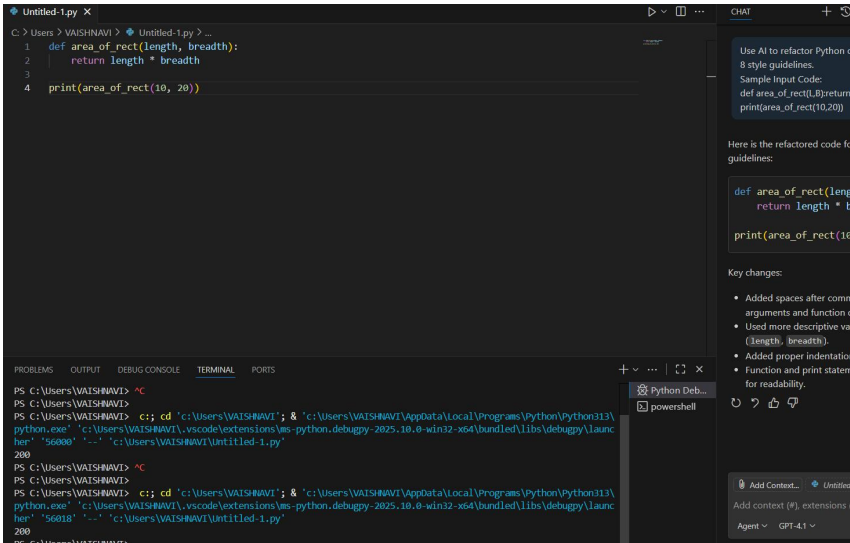 Untitled-1.py
C: > Users > VAISHNAVI > Untitled-1.py > ...
1 def area_of_rect(length, breadth):
2 return length * breadth
3
4 print(area_of_rect(10, 20))
PROBLEMS OUTPUT DEBUG CONSOLE TERMINAL PORTS
PS C:\Users\VAISHNAVI> ^C
PS C:\Users\VAISHNAVI>
PS C:\Users\VAISHNAVI> c:; cd 'c:\Users\VAISHNAVI'; & 'c:\Users\VAISHNAVI\AppData\Local\Programs\Python\Python313\
python.exe' 'c:\Users\VAISHNAVI\.vscode\extensions\ms-python.debugpy-2025.10.0-win32-x64\bundled\libs\debugpy\launc
her' '56000' '--' 'c:\Users\VAISHNAVI\Untitled-1.py'
200
PS C:\Users\VAISHNAVI> ^C
PS C:\Users\VAISHNAVI>
PS C:\Users\VAISHNAVI> c:; cd 'c:\Users\VAISHNAVI'; & 'c:\Users\VAISHNAVI\AppData\Local\Programs\Python\Python313\
python.exe' 'c:\Users\VAISHNAVI\.vscode\extensions\ms-python.debugpy-2025.10.0-win32-x64\bundled\libs\debugpy\launc
her' '56018' '--' 'c:\Users\VAISHNAVI\Untitled-1.py'
200
PS C:\Users\VAISHNAVI>
Python Deb...
powershell
CHAT
Use AI to refactor Python
8 style guidelines.
Sample Input Code:
def area_of_rect(L,B):return
print(area_of_rect(10,20))
Here is the refactored code
guidelines:
def area_of_rect(
return length *
print(area_of_rect(
Key changes:
• Added spaces after
arguments and function
• Used more descriptive
(length, breadth).
• Added proper
• Function and print
for readability.
Add Context...
Add context (#), extensions
Agent GPT-4.1